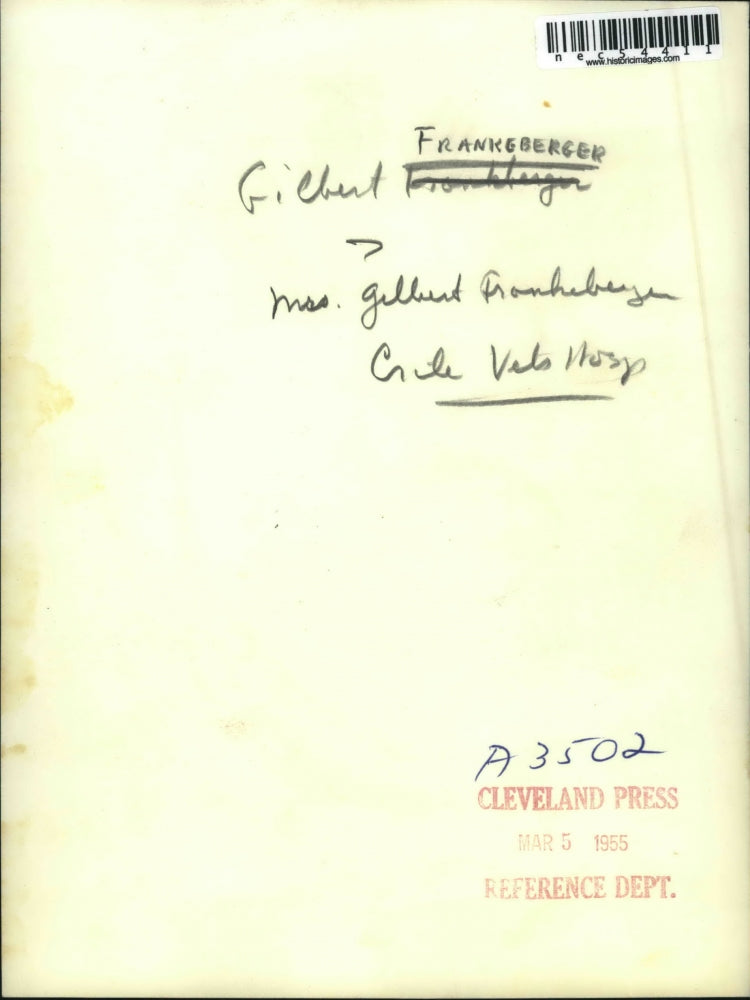 nec54411
www.historicimages.com
FRANKEBERGER
Gilbert Frankberger
>
Mrs. Gilbert Frankeberger
Crile Vets Hosp
A3502
CLEVELAND PRESS
MAR 5 1955
REFERENCE DEPT.